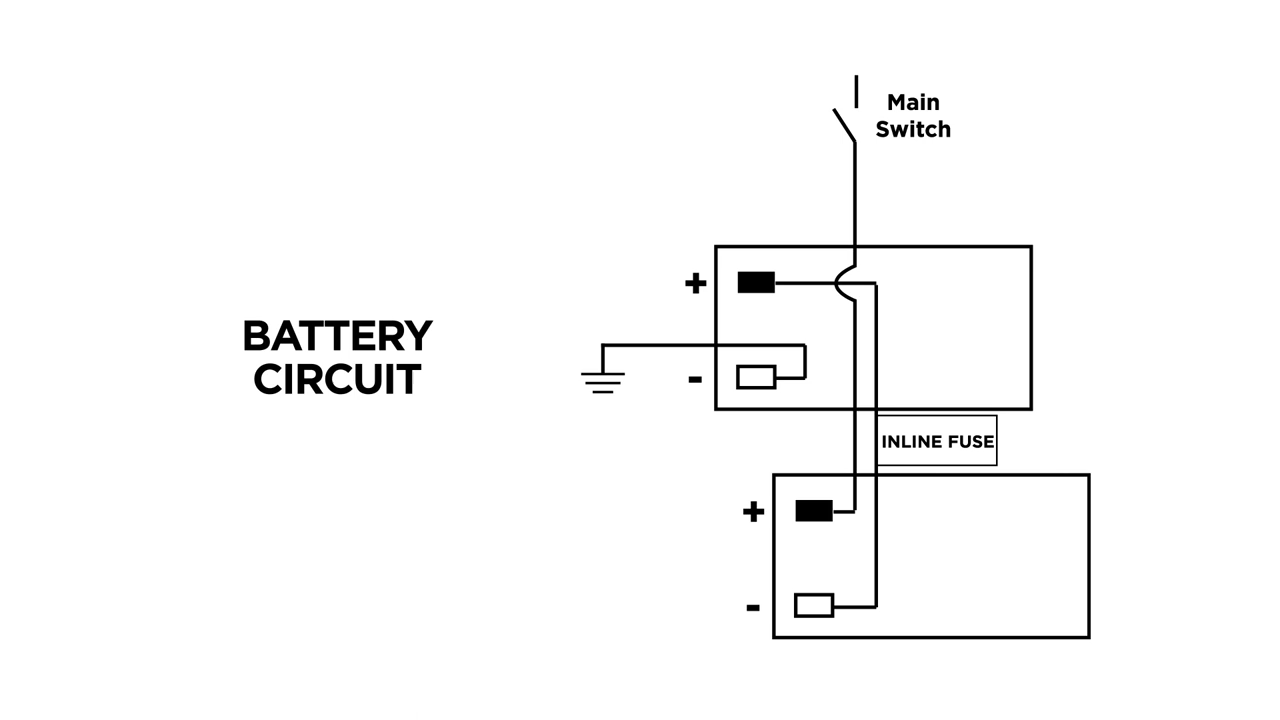 Main
Switch
+
BATTERY
CIRCUIT
-
INLINE FUSE
+
-